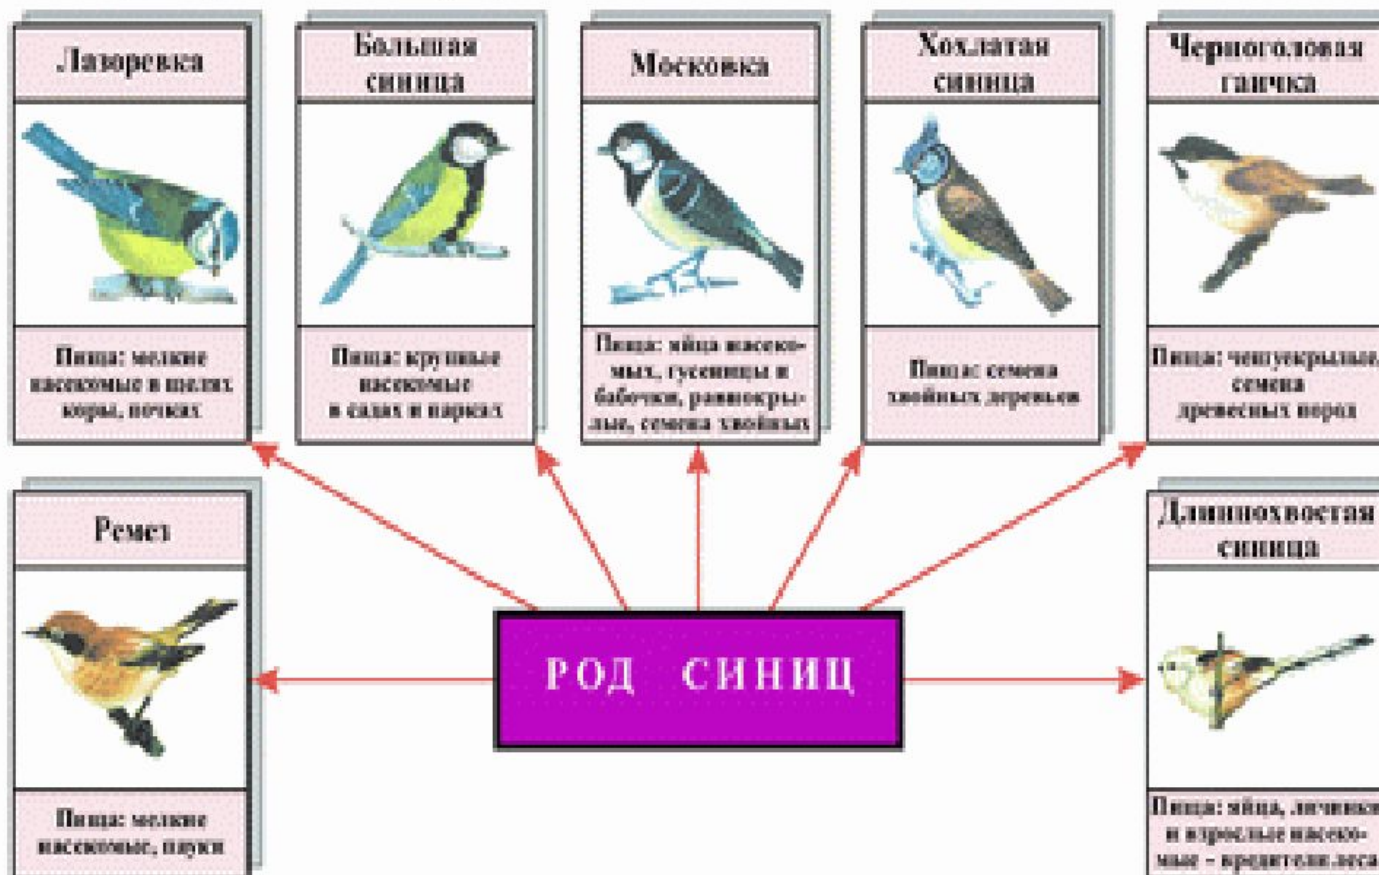 Лазоревка
Пища: мелкие
насекомые в щелях
коры, почках
Большая
синица
Пища: крупные
насекомые
в садах и парках
Московка
Пища: яйца насеко-
мых, гусеницы и
бабочки, равнокры-
лые, семена хвойных
Хохлатая
синица
Пища: семена
хвойных деревьев
Черноголовая
гаичка
Пища: чешуекрылые,
семена
древесных пород
Ремез
Пища: мелкие
насекомые, пауки
РОД СИНИЦ
Длиннохвостая
синица
Пища: яйца, личинки
и взрослые насеко-
мые - вредители леса